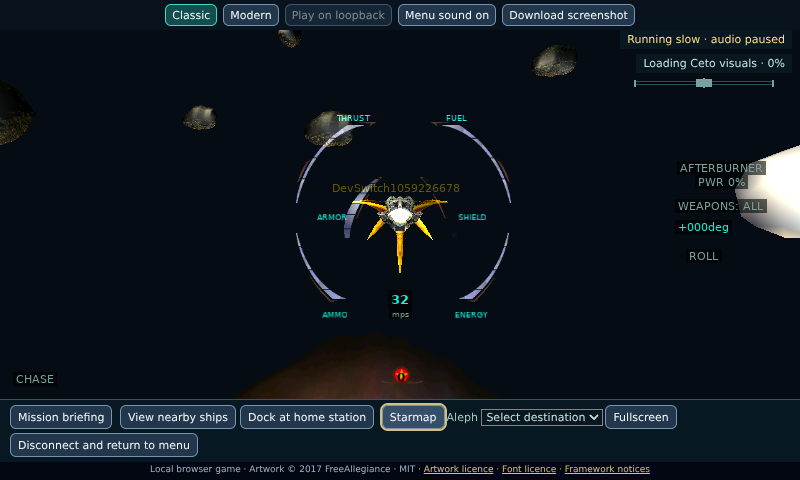 Classic Modern Play on loopback Menu sound on Download screenshot
Running slow · audio paused
Loading Ceto visuals · 0%
THRUST FUEL
AFTERBURNER
PWR 0%
DevSwitch1059226678
WEAPONS: ALL
ARMOR SHIELD
+000deg
ROLL
32
mps
AMMO ENERGY
CHASE
Mission briefing View nearby ships Dock at home station Starmap Aleph Select destination Fullscreen
Disconnect and return to menu
Local browser game · Artwork © 2017 FreeAllegiance · MIT · Artwork licence · Font licence · Framework notices